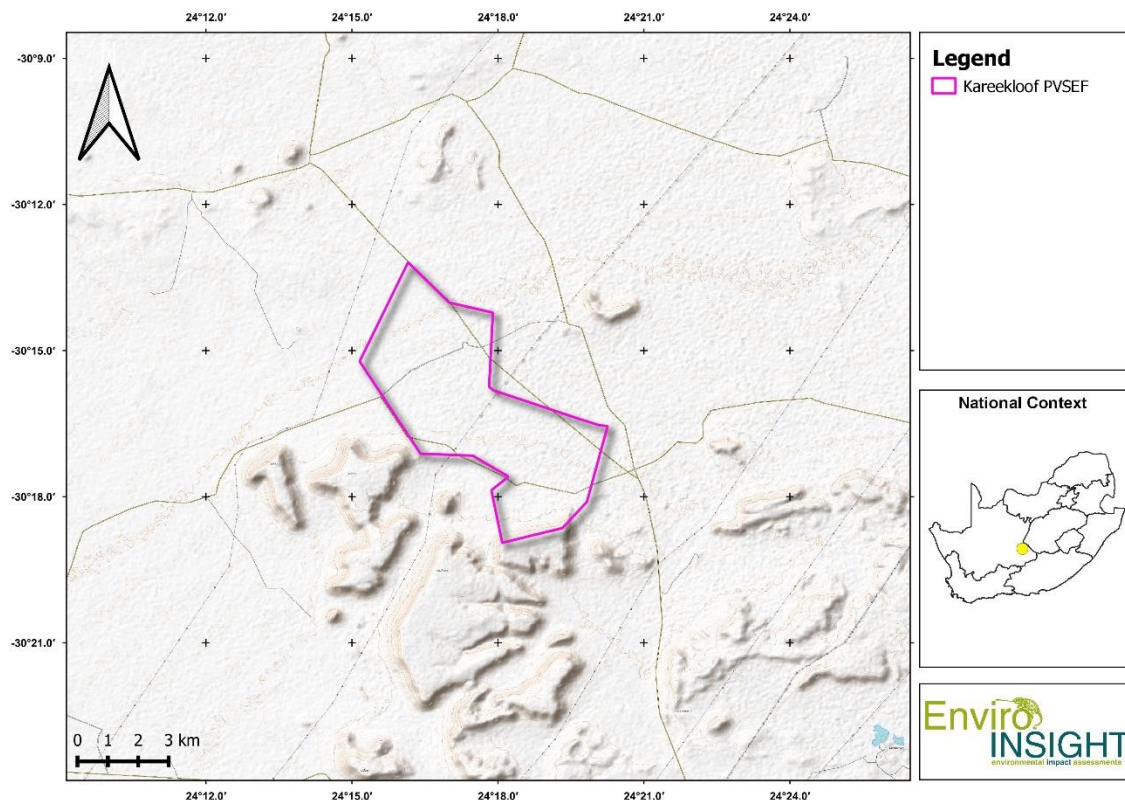 24°12.0' 24°15.0' 24°18.0' 24°21.0' 24°24.0'
-30°9.0'
-30°12.0'
-30°15.0'
-30°18.0'
-30°21.0'
0 1 2 3 km
24°12.0' 24°15.0' 24°18.0' 24°21.0' 24°24.0'
Legend
Kareekloof PVSEF
National Context
Enviro
INSIGHT
environmental impact assessments